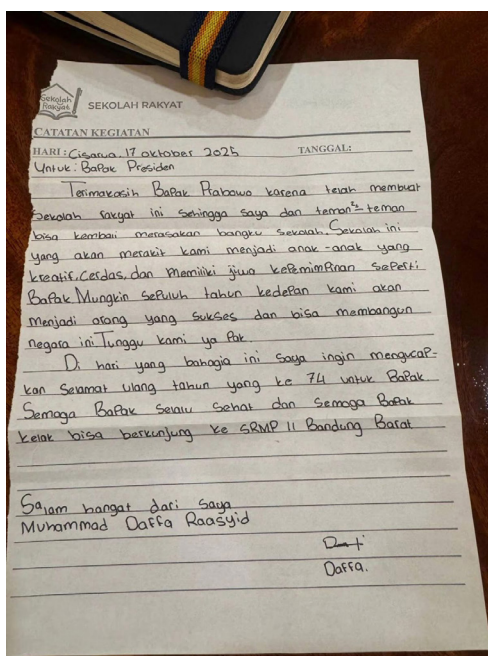 Sekolah
Rakyat
SEKOLAH RAKYAT
CATATAN KEGIATAN
HARI : Cisarua, 17 oktober 2025 TANGGAL:
Untuk : Bapak Presiden
Terimakasih Bapak Prabowo karena telah membuat
Sekolah rakyat ini sehingga saya dan teman² teman
bisa kembali merasakan bangku sekolah. Sekolah ini
yang akan merakit kami menjadi anak-anak yang
kreatif, Cerdas, dan memiliki jiwa kepemimpinan seperti
Bapak. Mungkin sepuluh tahun kedepan kami akan
menjadi orang yang sukses dan bisa membangun
negara ini Tunggu kami ya Pak.
Di hari yang bahagia ini saya ingin mengucap-
kan Selamat ulang tahun yang ke 74 untuk Bapak
Semoga Bapak Selalu Sehat dan Semoga Bapak
kelak bisa berkunjung ke SRMP 11 Bandung Barat
Salam hangat dari saya
Muhammad Daffa Raasyid
Daffa.